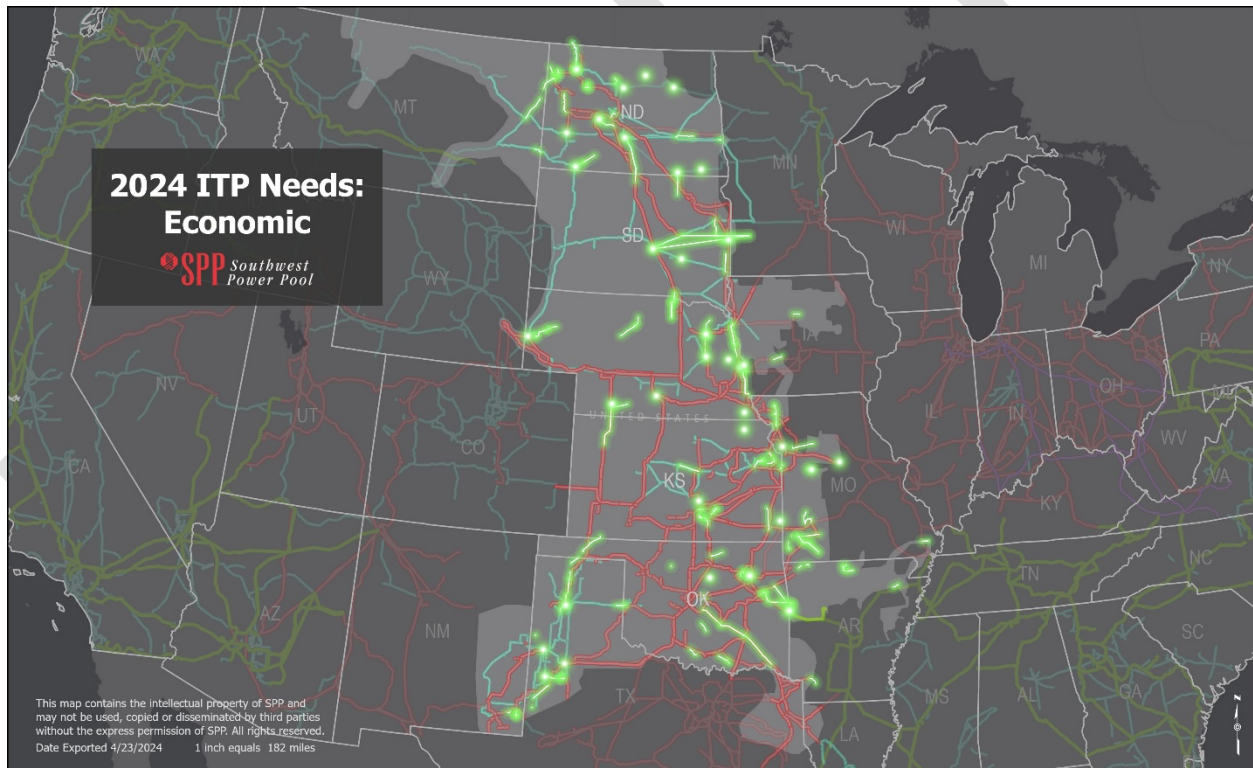 2024 ITP Needs:
Economic
SPP Southwest
Power Pool
WA
MT
ND
MN
SD
WI
MI
NY
WY
IA
PA
NV
UT
CO
UNITED STATES
IL
IN
OH
WV
VA
CA
KS
MO
KY
AZ
NM
OK
AR
TN
NC
SC
TX
LA
MS
AL
GA
This map contains the intellectual property of SPP and
may not be used, copied or disseminated by third parties
without the express permission of SPP. All rights reserved.
Date Exported 4/23/2024 1 inch equals 182 miles
N